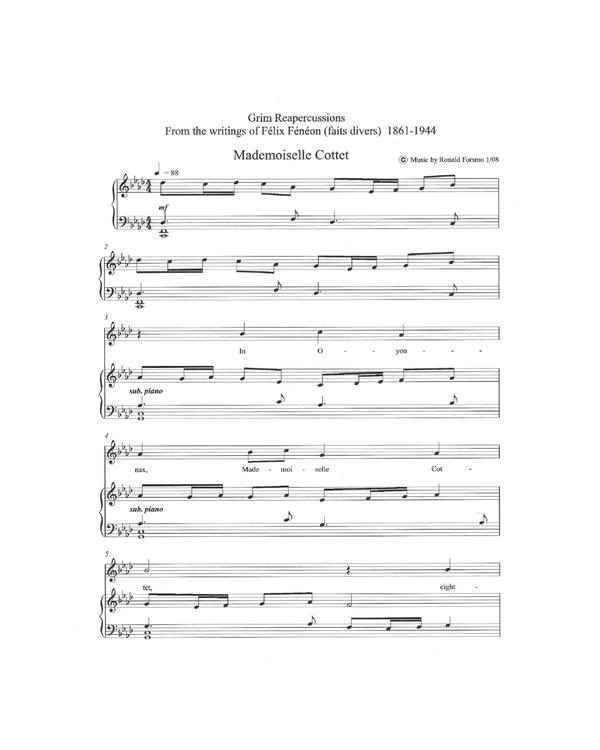 Grim Reapercussions
From the writings of Félix Fénéon (faits divers) 1861-1944
Mademoiselle Cottet
© Music by Ronald Forsmo 1/08
♩ = 88
mf
2
3
In O - yon -
sub. piano
4
nax, Made - moi - selle Cot -
sub. piano
5
tet, eight -